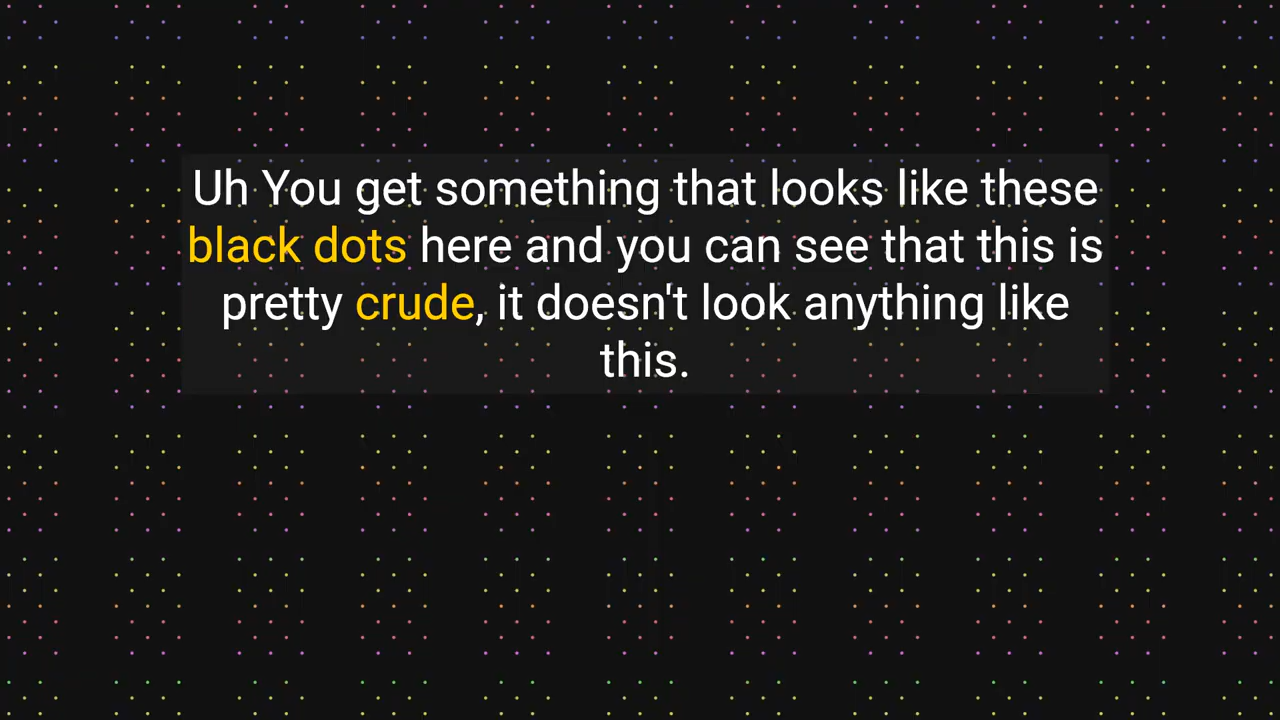 Uh You get something that looks like these
black dots here and you can see that this is
pretty crude, it doesn't look anything like
this.